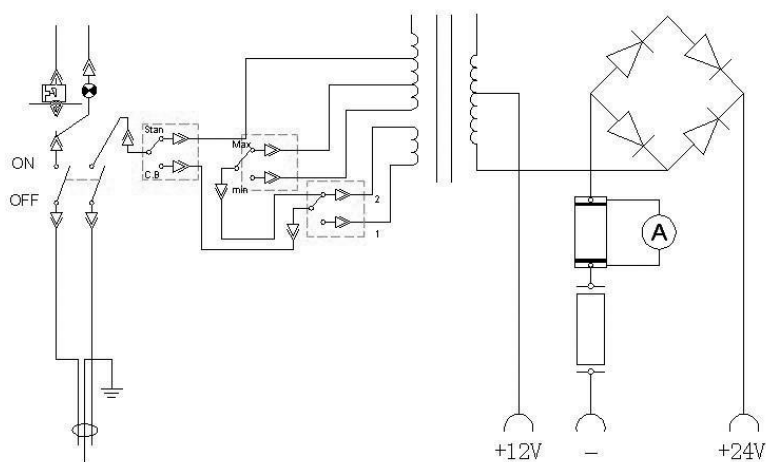 Stan
ON
Max
C.B
OFF
min
2
1
A
+12V
−
+24V